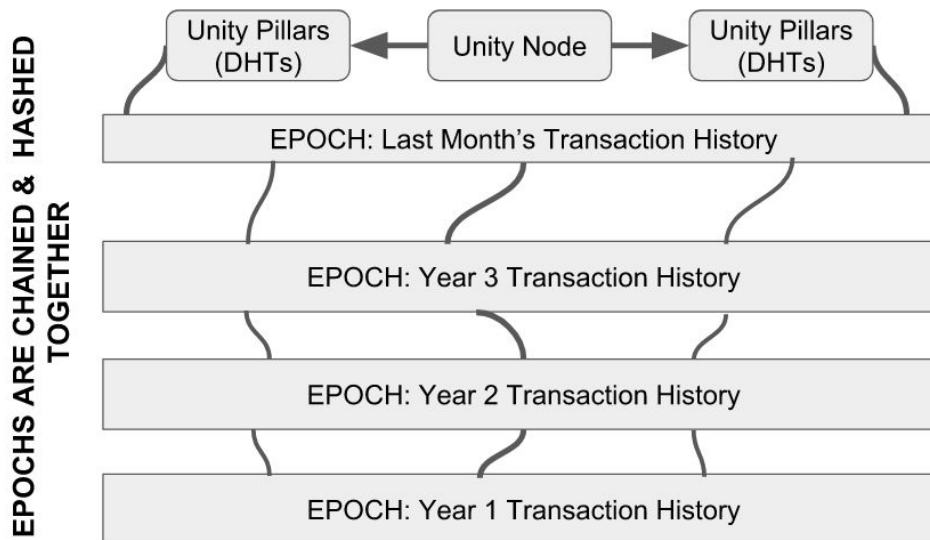 Unity Pillars
(DHTs)
Unity Node
Unity Pillars
(DHTs)
EPOCH: Last Month’s Transaction History
EPOCH: Year 3 Transaction History
EPOCH: Year 2 Transaction History
EPOCH: Year 1 Transaction History
EPOCHS ARE CHAINED & HASHED
TOGETHER